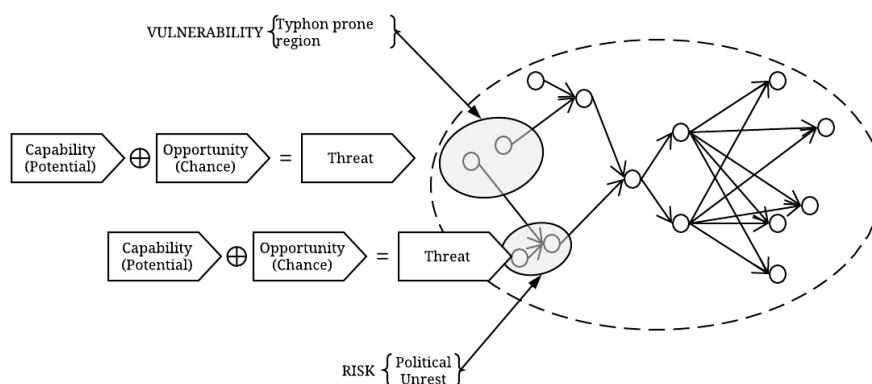 VULNERABILITY { Typhon prone }
region
Capability
(Potential)
⊕
Opportunity
(Chance)
=
Threat
Capability
(Potential)
⊕
Opportunity
(Chance)
=
Threat
RISK { Political }
Unrest